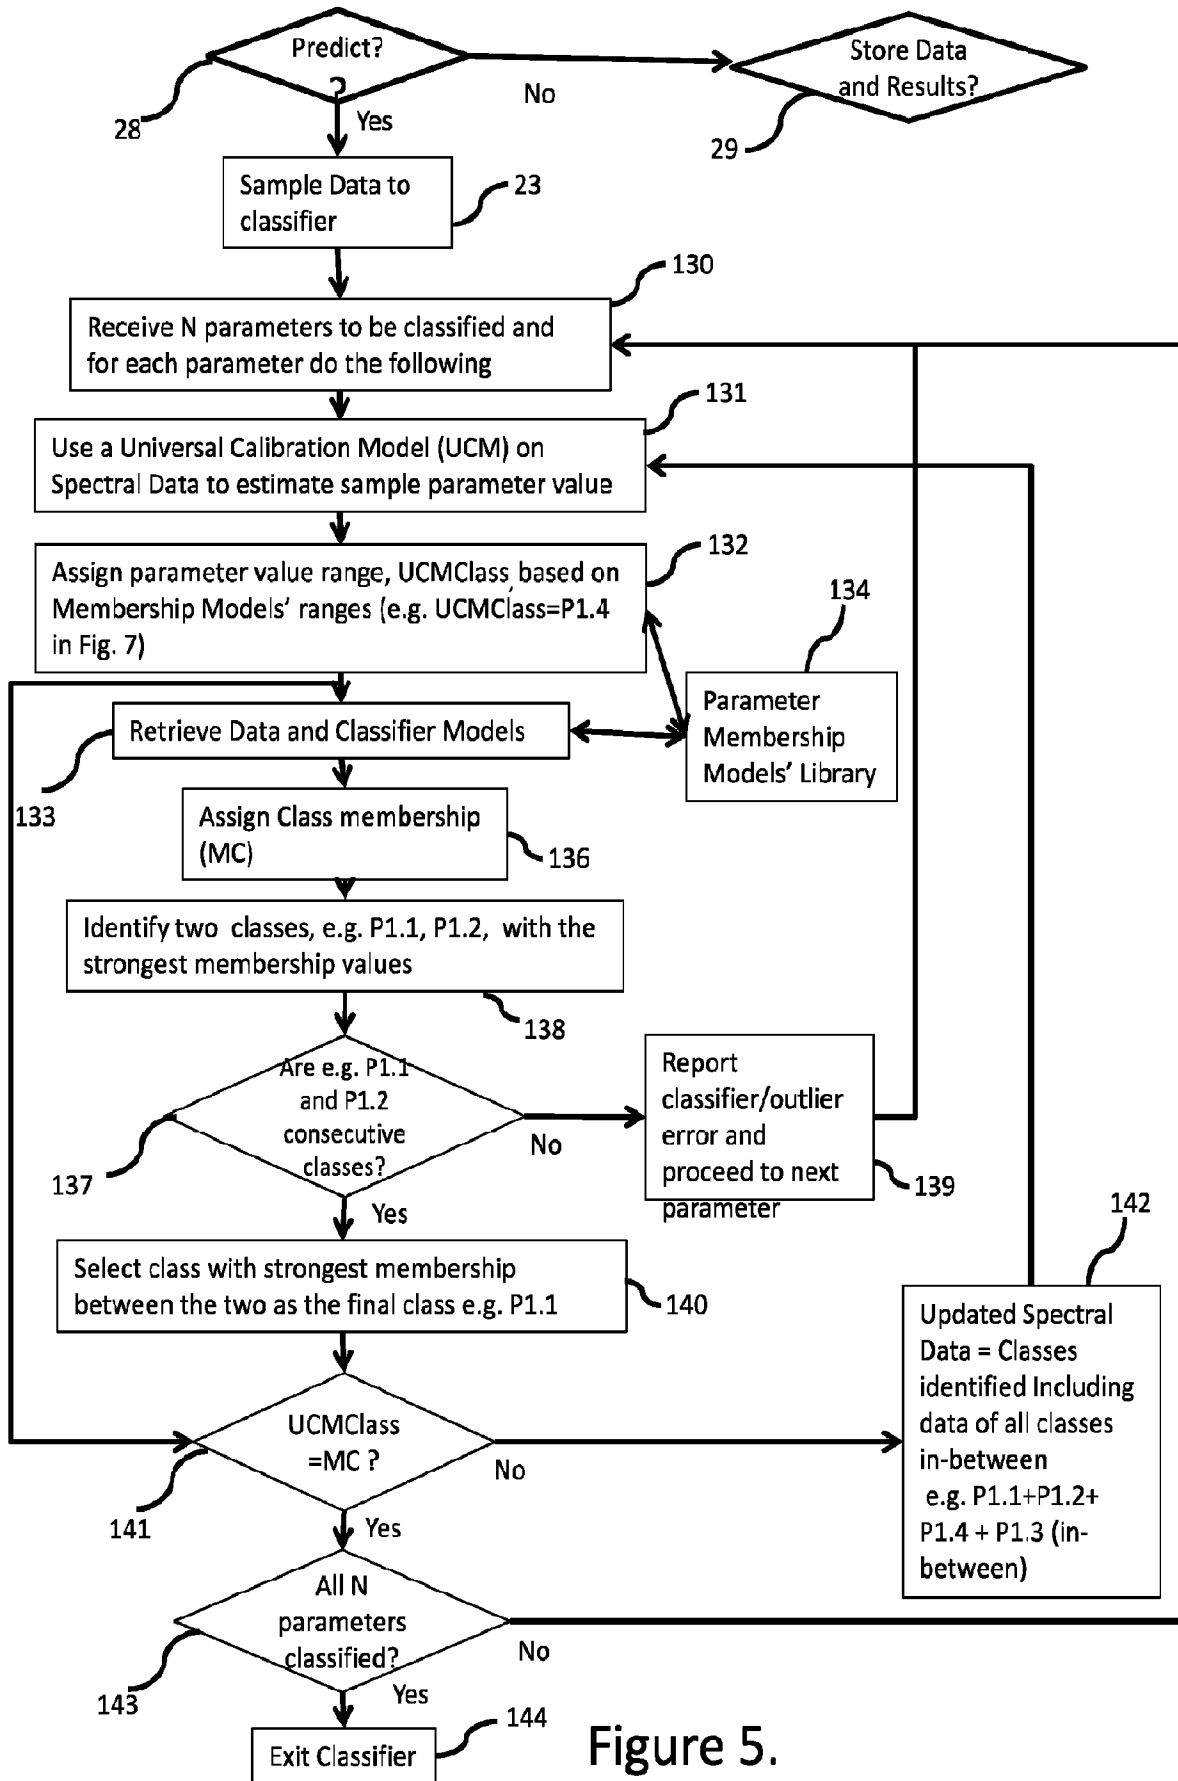 Predict?
?
Store Data
and Results?
No
28
Yes
29
Sample Data to
classifier
23
130
Receive N parameters to be classified and
for each parameter do the following
131
Use a Universal Calibration Model (UCM) on
Spectral Data to estimate sample parameter value
132
Assign parameter value range, UCMClass, based on
Membership Models’ ranges (e.g. UCMClass=P1.4
in Fig. 7)
134
Parameter
Membership
Models’ Library
Retrieve Data and Classifier Models
133
Assign Class membership
(MC)
136
Identify two classes, e.g. P1.1, P1.2, with the
strongest membership values
138
Are e.g. P1.1
and P1.2
consecutive
classes?
No
137
Yes
Report
classifier/outlier
error and
proceed to next
parameter
139
142
Select class with strongest membership
between the two as the final class e.g. P1.1
140
Updated Spectral
Data = Classes
identified Including
data of all classes
in-between
e.g. P1.1+P1.2+
P1.4 + P1.3 (in-
between)
UCMClass
=MC ?
No
141
Yes
All N
parameters
classified?
No
143
Yes
144
Exit Classifier
Figure 5.